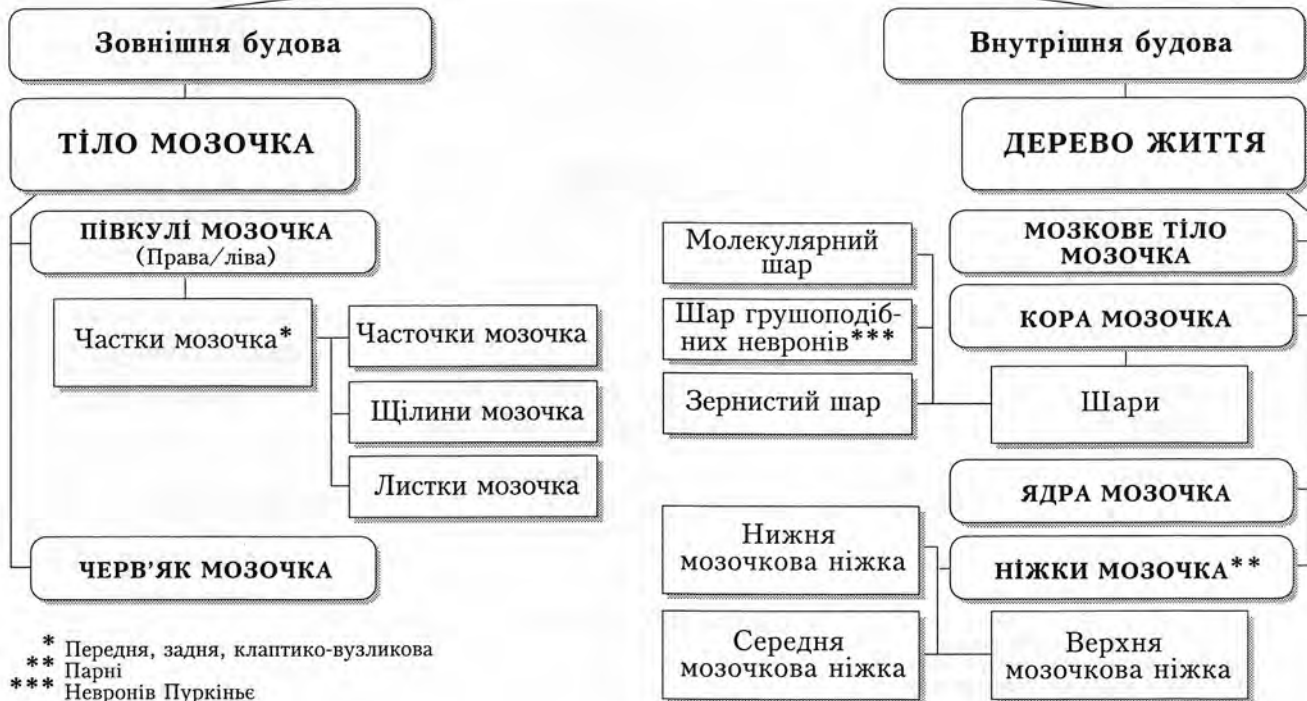 Зовнішня будова
ТІЛО МОЗОЧКА
ПІВКУЛІ МОЗОЧКА
(Права/ліва)
Частки мозочка*
Часточки мозочка
Щілини мозочка
Листки мозочка
ЧЕРВ'ЯК МОЗОЧКА
* Передня, задня, клаптико-вузликова
** Парні
*** Невронів Пуркіньє
Внутрішня будова
ДЕРЕВО ЖИТТЯ
МОЗКОВЕ ТІЛО
МОЗОЧКА
КОРА МОЗОЧКА
Щари
Молекулярний
шар
Шар грушоподіб-
них невронів***
Зернистий шар
ЯДРА МОЗОЧКА
НІЖКИ МОЗОЧКА**
Нижня
мозочкова ніжка
Середня
мозочкова ніжка
Верхня
мозочкова ніжка